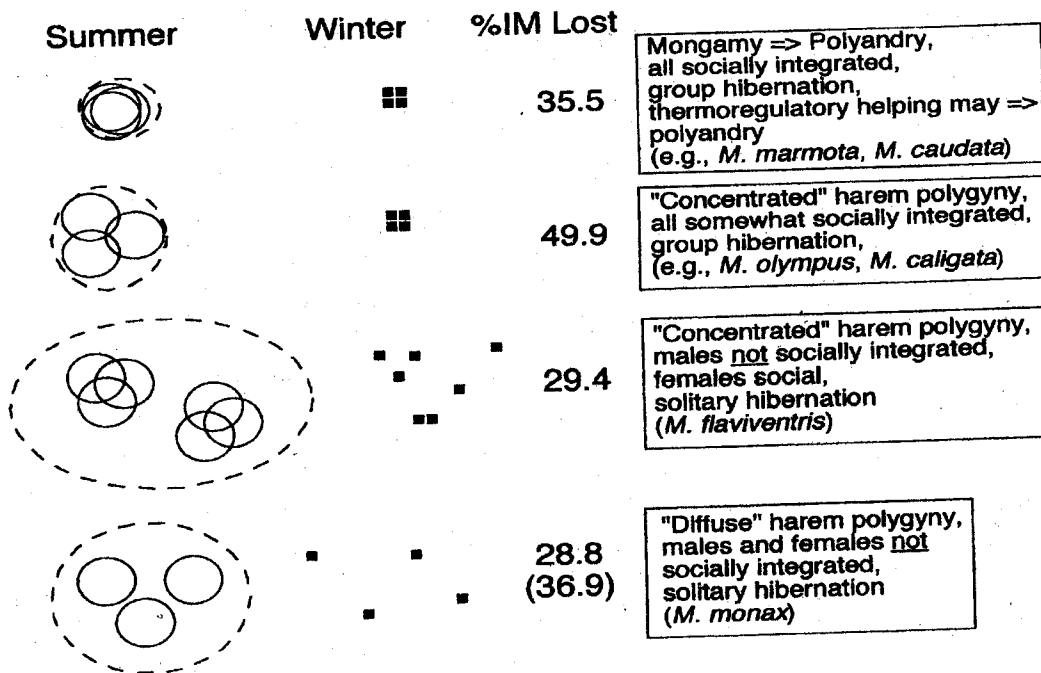 Summer Winter %IM Lost
35.5
Mongamy => Polyandry,
all socially integrated,
group hibernation,
thermoregulatory helping may =>
polyandry
(e.g., M. marmota, M. caudata)
49.9
"Concentrated" harem polygyny,
all somewhat socially integrated,
group hibernation,
(e.g., M. olympus, M. caligata)
29.4
"Concentrated" harem polygyny,
males not socially integrated,
females social,
solitary hibernation
(M. flaviventris)
28.8
(36.9)
"Diffuse" harem polygyny,
males and females not
socially integrated,
solitary hibernation
(M. monax)